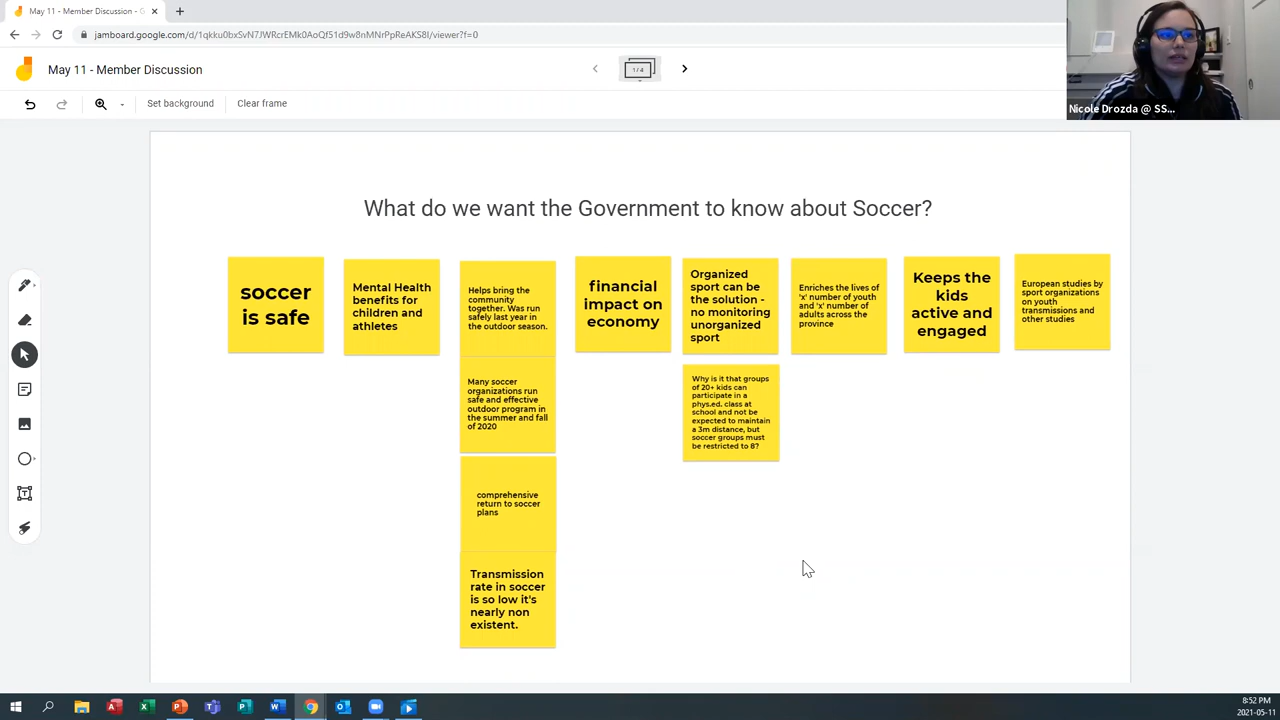 May 11 - Member Discussion - G
jamboard.google.com/d/1qkku0bxSvN7JWRcrEMk0AoQf51d9w8nMNrPpReAKS8I/viewer?f=0
May 11 - Member Discussion
1 / 4
Set background
Clear frame
Nicole Drozda @ SS...
What do we want the Government to know about Soccer?
soccer
is safe
Mental Health
benefits for
children and
athletes
Helps bring the
community
together. Was run
safely last year in
the outdoor season.
financial
impact on
economy
Organized
sport can be
the solution -
no monitoring
unorganized
sport
Enriches the lives of
'x' number of youth
and 'x' number of
adults across the
province
Keeps the
kids
active and
engaged
European studies by
sport organizations
on youth
transmissions and
other studies
Many soccer
organizations run
safe and effective
outdoor program in
the summer and fall
of 2020
Why is it that groups
of 20+ kids can
participate in a
phys.ed. class at
school and not be
expected to maintain
a 3m distance, but
soccer groups must
be restricted to 8?
comprehensive
return to soccer
plans
Transmission
rate in soccer
is so low it's
nearly non
existent.
8:52 PM
2021-05-11